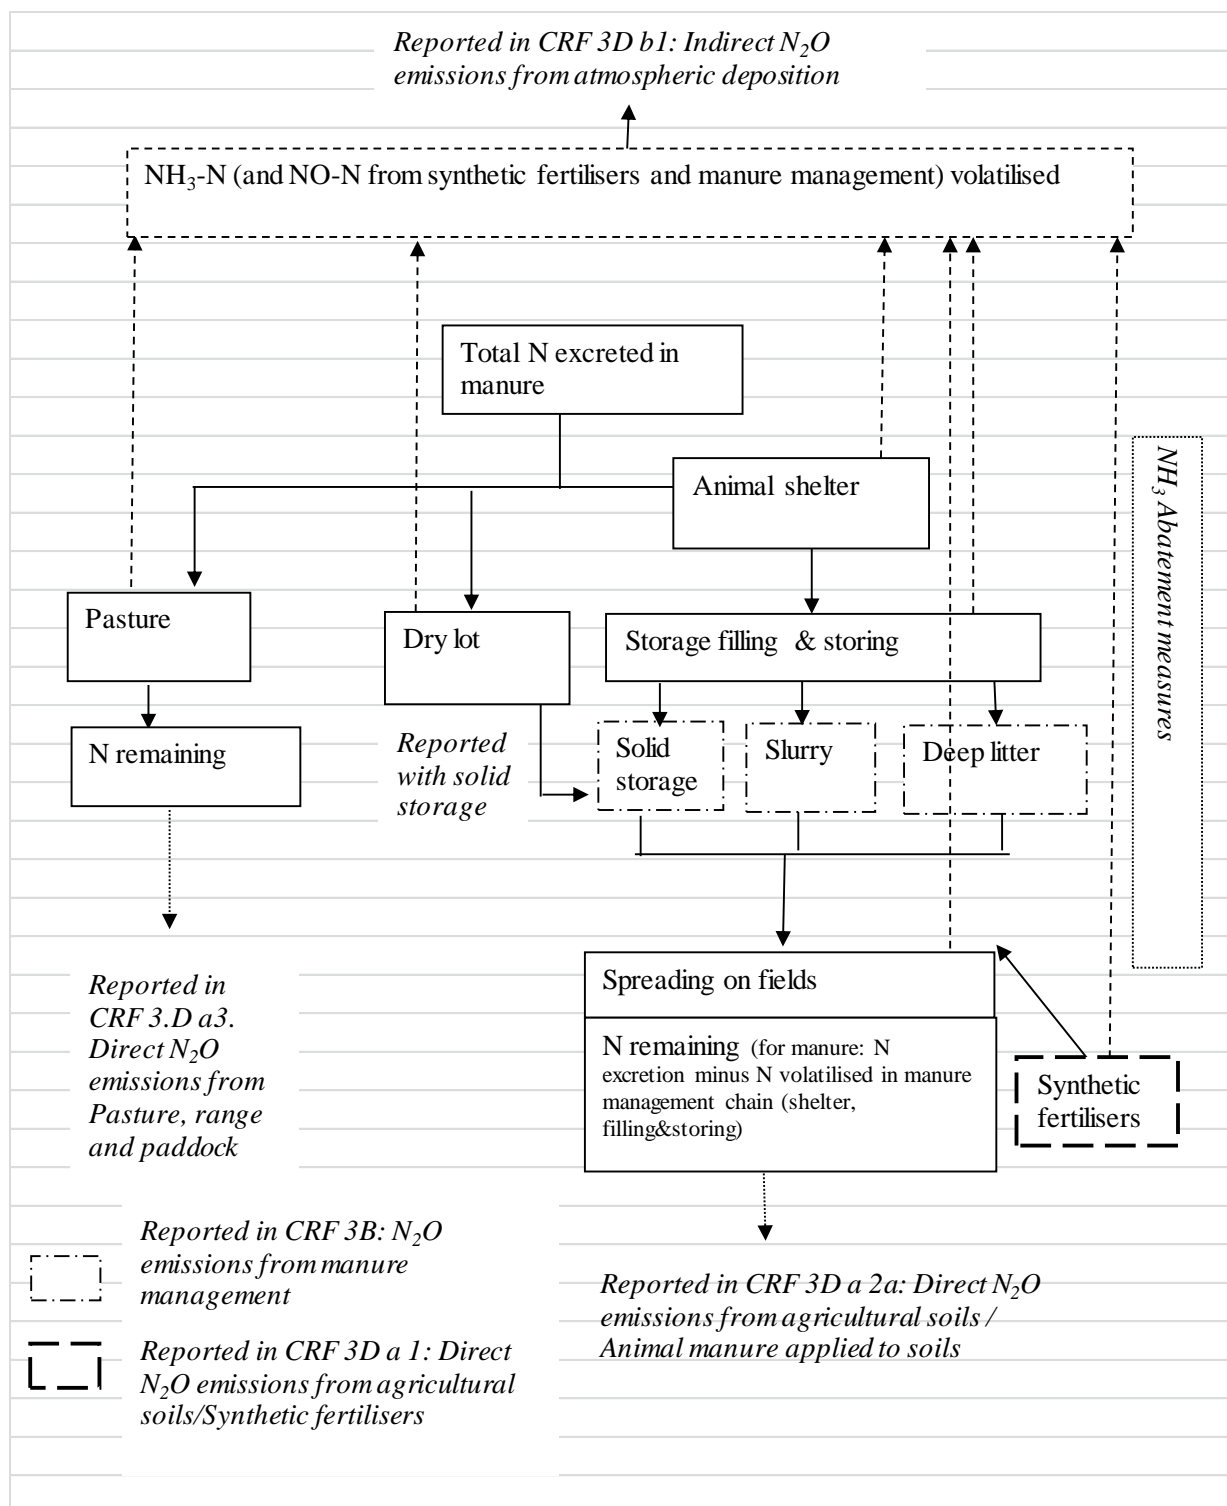 Reported in CRF 3D b1: Indirect N₂O
emissions from atmospheric deposition
NH₃-N (and NO-N from synthetic fertilisers and manure management) volatilised
Total N excreted in
manure
Animal shelter
NH₃ Abatement measures
Pasture
Dry lot
Storage filling & storing
N remaining
Reported
with solid
storage
Solid
storage
Slurry
Deep litter
Spreading on fields
N remaining (for manure: N
excretion minus N volatilised in manure
management chain (shelter,
filling&storing)
Synthetic
fertilisers
Reported in
CRF 3.D a3.
Direct N₂O
emissions from
Pasture, range
and paddock
Reported in CRF 3B: N₂O
emissions from manure
management
Reported in CRF 3D a 2a: Direct N₂O
emissions from agricultural soils /
Animal manure applied to soils
Reported in CRF 3D a 1: Direct
N₂O emissions from agricultural
soils/Synthetic fertilisers